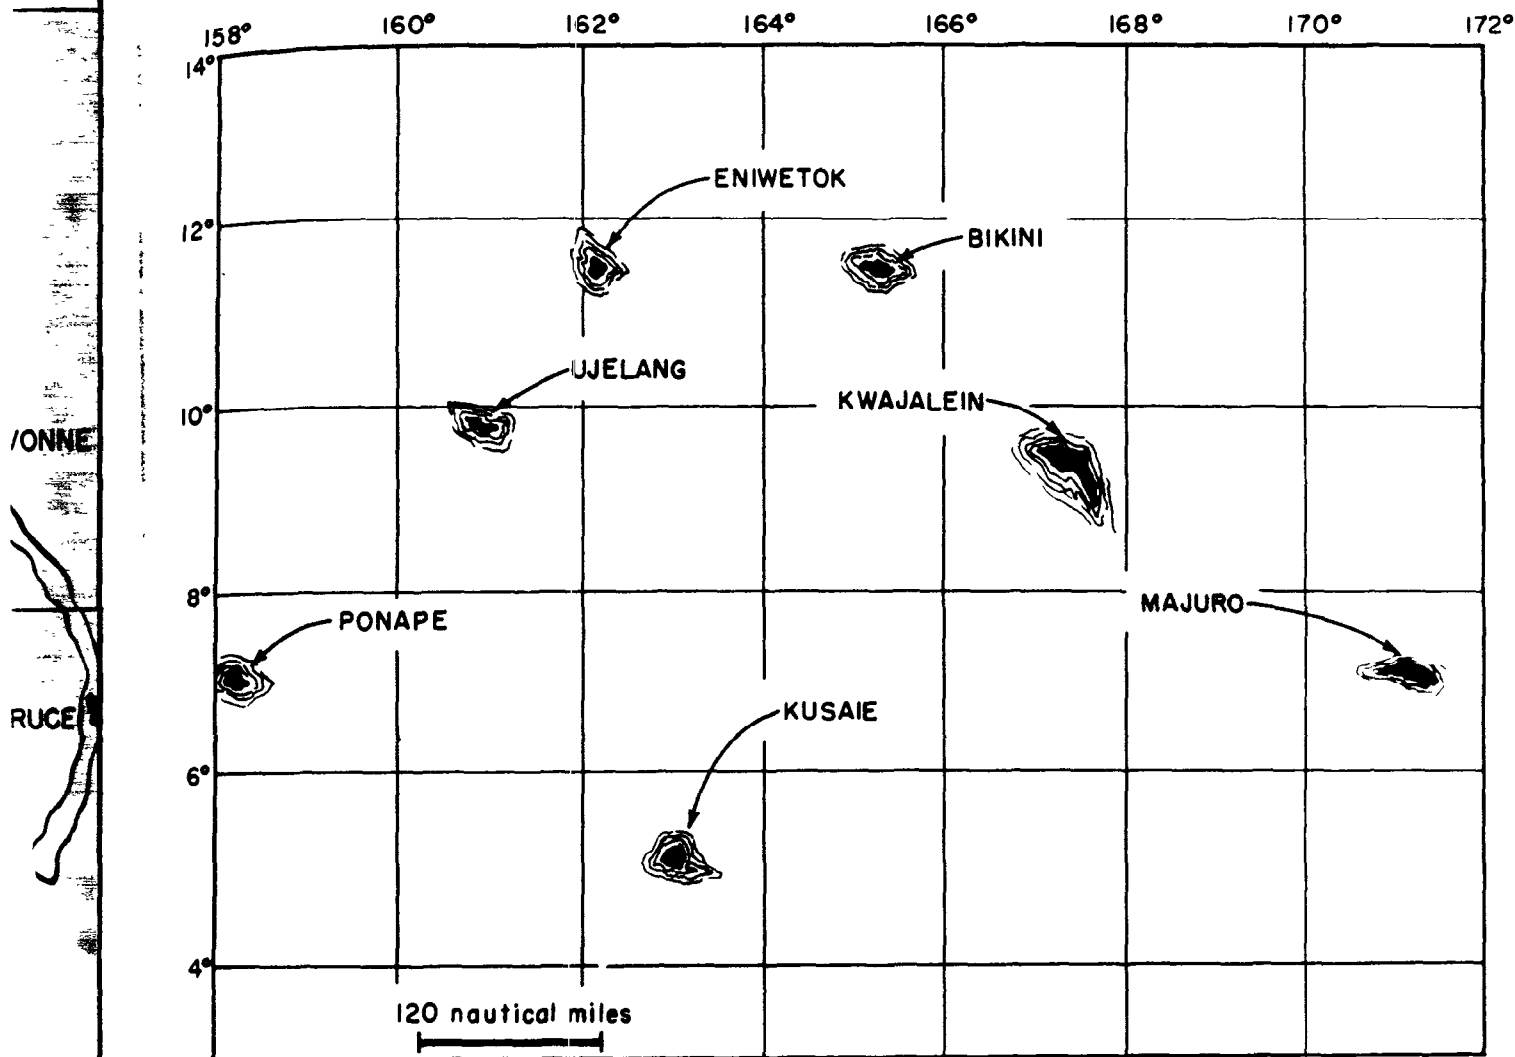 158° 160° 162° 164° 166° 168° 170° 172°
14°
ENIWETOK
12°
BIKINI
UJELANG
KWAJALEIN
10°
/ONNE
8°
MAJURO
PONAPE
KUSAIE
RUCE
6°
4°
120 nautical miles